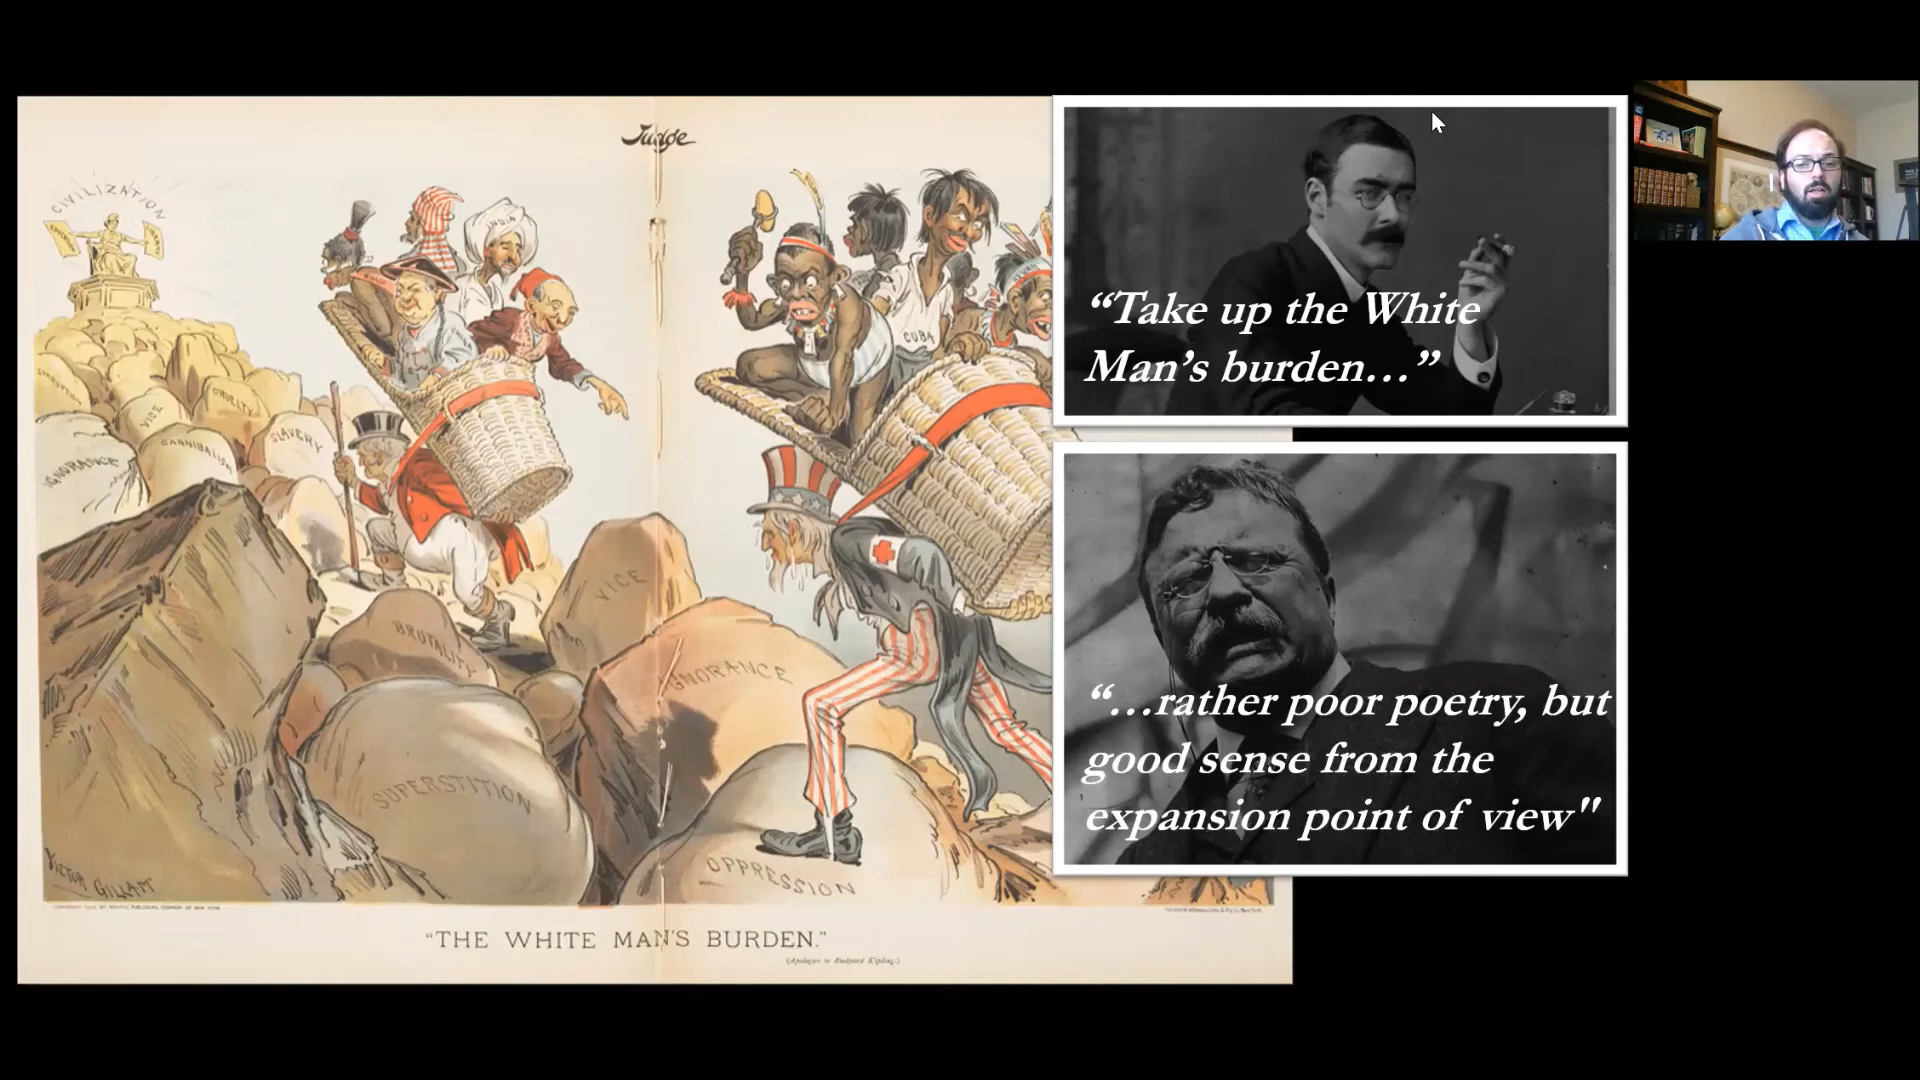 Judge
CIVILIZATION
INDIA
CUBA
VICE
CRUELTY
SLAVERY
CANNIBALISM
IGNORANCE
VICE
BRUTALITY
IGNORANCE
SUPERSTITION
OPPRESSION
VICTOR GILLAM
“THE WHITE MAN'S BURDEN.”
(Apologies to Rudyard Kipling.)
“Take up the White
Man’s burden…”
“…rather poor poetry, but
good sense from the
expansion point of view"